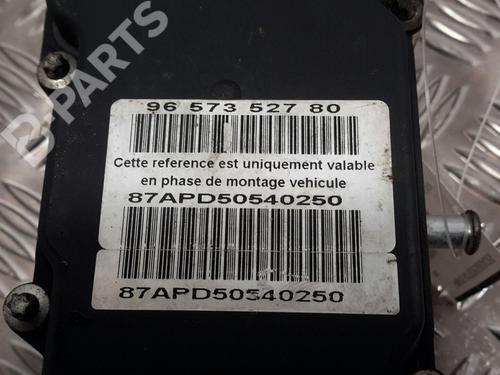 B-PARTS
96 573 527 80
Cette reference est uniquement valable
en phase de montage vehicule
87APD50540250
87APD50540250